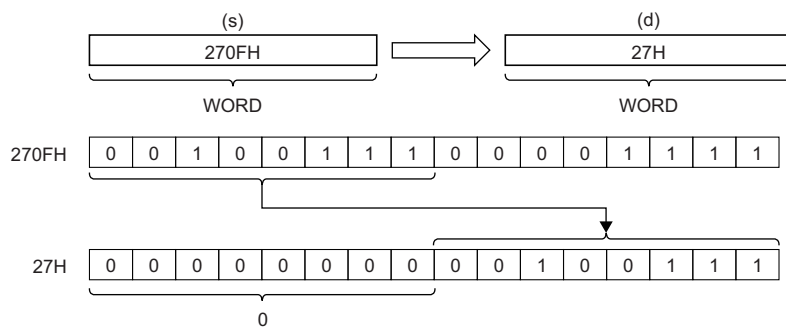 (s) (d)
270FH 27H
WORD WORD
270FH 0 0 1 0 0 1 1 1 0 0 0 0 1 1 1 1
27H 0 0 0 0 0 0 0 0 0 0 1 0 0 1 1 1
0